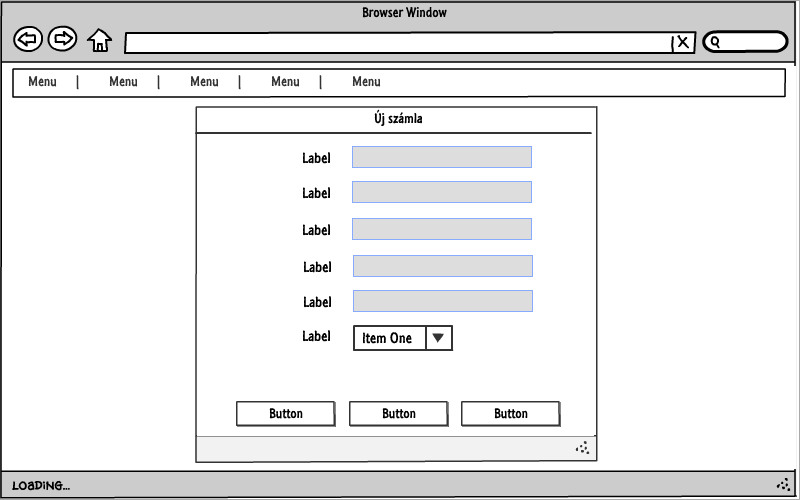 Browser Window
X
Menu | Menu | Menu | Menu | Menu
Új számla
Label
Label
Label
Label
Label
Label Item One
Button Button Button
LOADING...